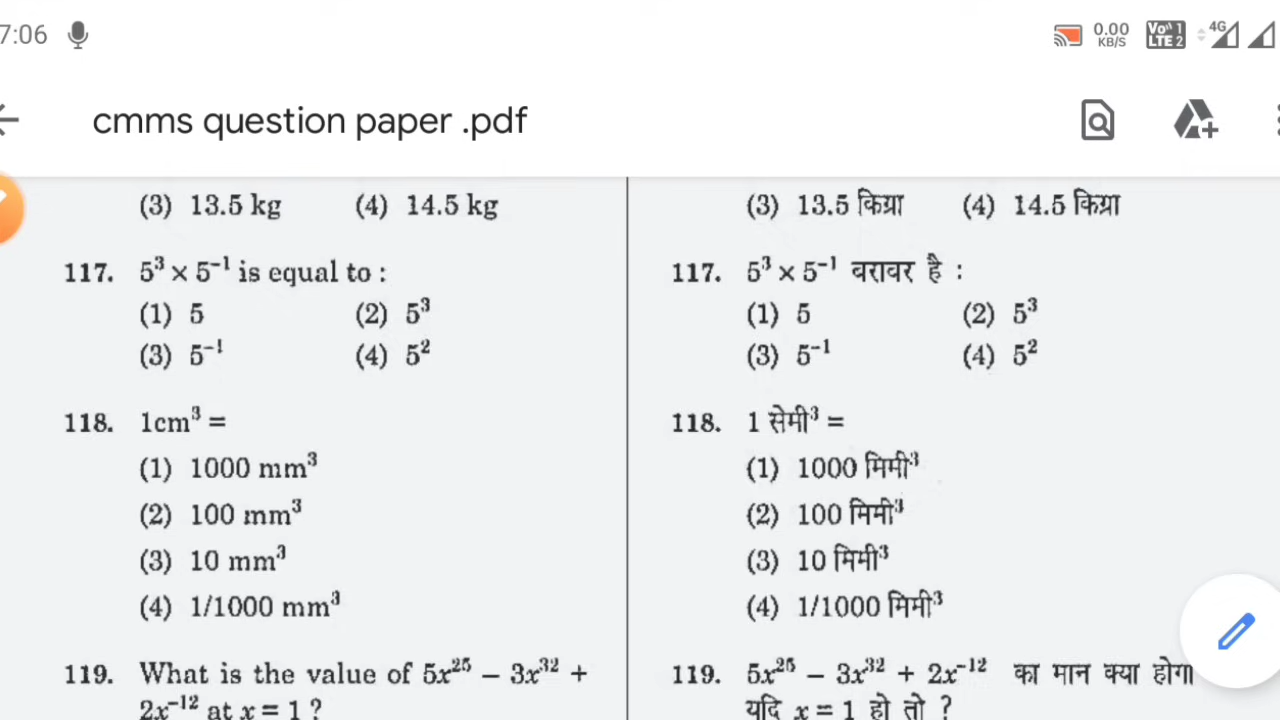 7:06
0.00
KB/S
Vo 1
LTE 2
4G
cmms question paper .pdf
(3) 13.5 kg (4) 14.5 kg
117. 5³ × 5⁻¹ is equal to :
(1) 5 (2) 5³
(3) 5⁻¹ (4) 5²
118. 1cm³ =
(1) 1000 mm³
(2) 100 mm³
(3) 10 mm³
(4) 1/1000 mm³
119. What is the value of 5x²⁵ – 3x³² +
2x⁻¹² at x = 1 ?
(3) 13.5 किग्रा (4) 14.5 किग्रा
117. 5³ × 5⁻¹ बराबर है :
(1) 5 (2) 5³
(3) 5⁻¹ (4) 5²
118. 1 सेमी³ =
(1) 1000 मिमी³
(2) 100 मिमी³
(3) 10 मिमी³
(4) 1/1000 मिमी³
119. 5x²⁵ – 3x³² + 2x⁻¹² का मान क्या होगा
यदि x = 1 हो तो ?